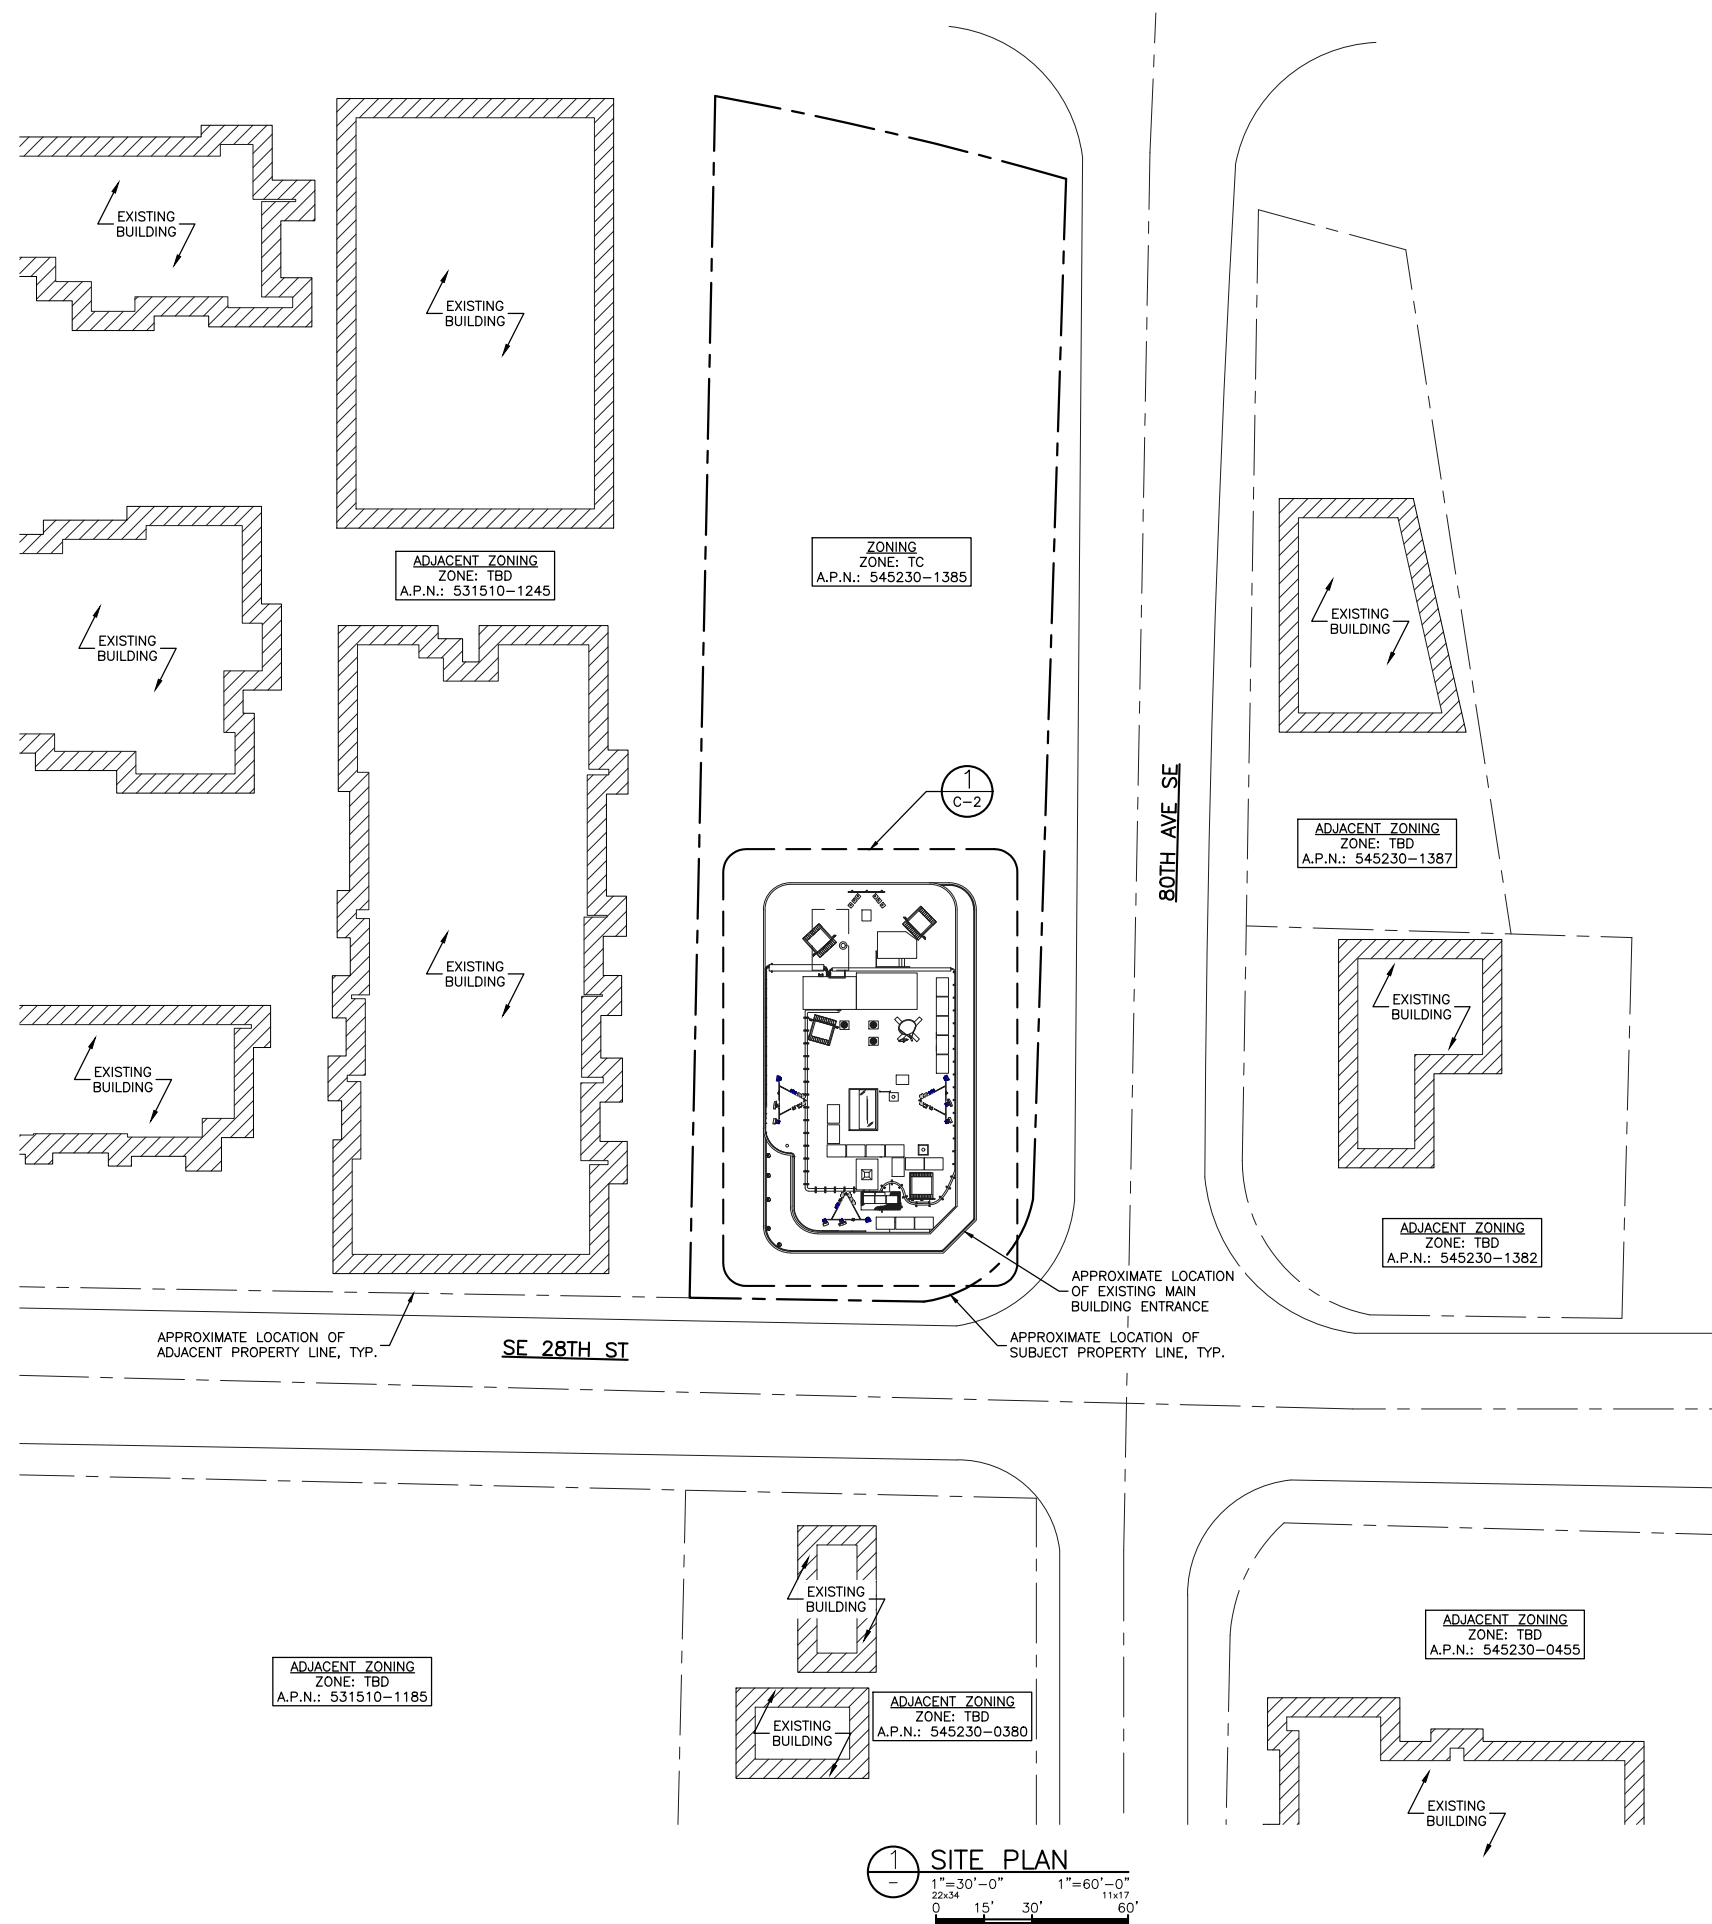 EXISTING
BUILDING
EXISTING
BUILDING
ADJACENT ZONING
ZONE: TBD
A.P.N.: 531510-1245
ZONING
ZONE: TC
A.P.N.: 545230-1385
EXISTING
BUILDING
EXISTING
BUILDING
1
C-2
80TH AVE SE
ADJACENT ZONING
ZONE: TBD
A.P.N.: 545230-1387
EXISTING
BUILDING
EXISTING
BUILDING
EXISTING
BUILDING
ADJACENT ZONING
ZONE: TBD
A.P.N.: 545230-1382
APPROXIMATE LOCATION
OF EXISTING MAIN
BUILDING ENTRANCE
APPROXIMATE LOCATION OF
ADJACENT PROPERTY LINE, TYP.
SE 28TH ST
APPROXIMATE LOCATION OF
SUBJECT PROPERTY LINE, TYP.
EXISTING
BUILDING
ADJACENT ZONING
ZONE: TBD
A.P.N.: 545230-0455
ADJACENT ZONING
ZONE: TBD
A.P.N.: 531510-1185
EXISTING
BUILDING
ADJACENT ZONING
ZONE: TBD
A.P.N.: 545230-0380
EXISTING
BUILDING
1
-
SITE PLAN
1"=30'-0" 1"=60'-0"
22x34 11x17
0 15' 30' 60'